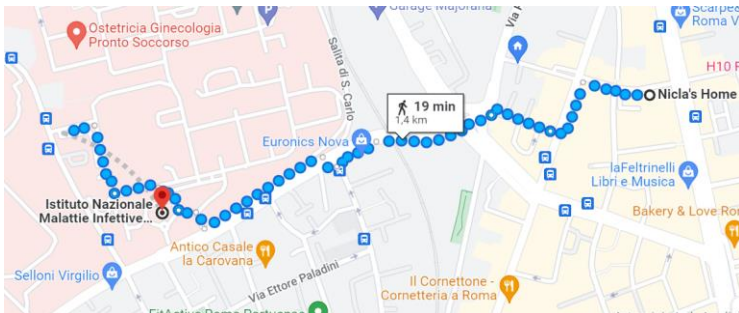 Ostetricia Ginecologia
Pronto Soccorso
Garage Majorana
Salita di S. Carlo
Via P
Scarpe&
Roma V
H10 R
Nicla's Home
19 min
1,4 km
Euronics Nova
laFeltrinelli
Libri e Musica
Istituto Nazionale
Malattie Infettive...
Bakery & Love Rom
Antico Casale
la Carovana
Selloni Virgilio
Via Ettore Paladini
Il Cornettone -
Cornetteria a Roma
FitActive Roma Portuense